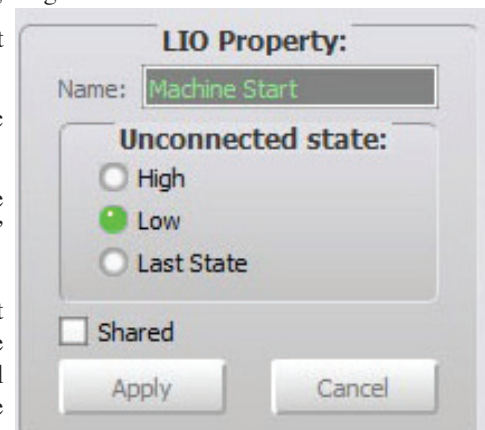 LIO Property:
Name: Machine Start
Unconnected state:
High
Low
Last State
Shared
Apply Cancel